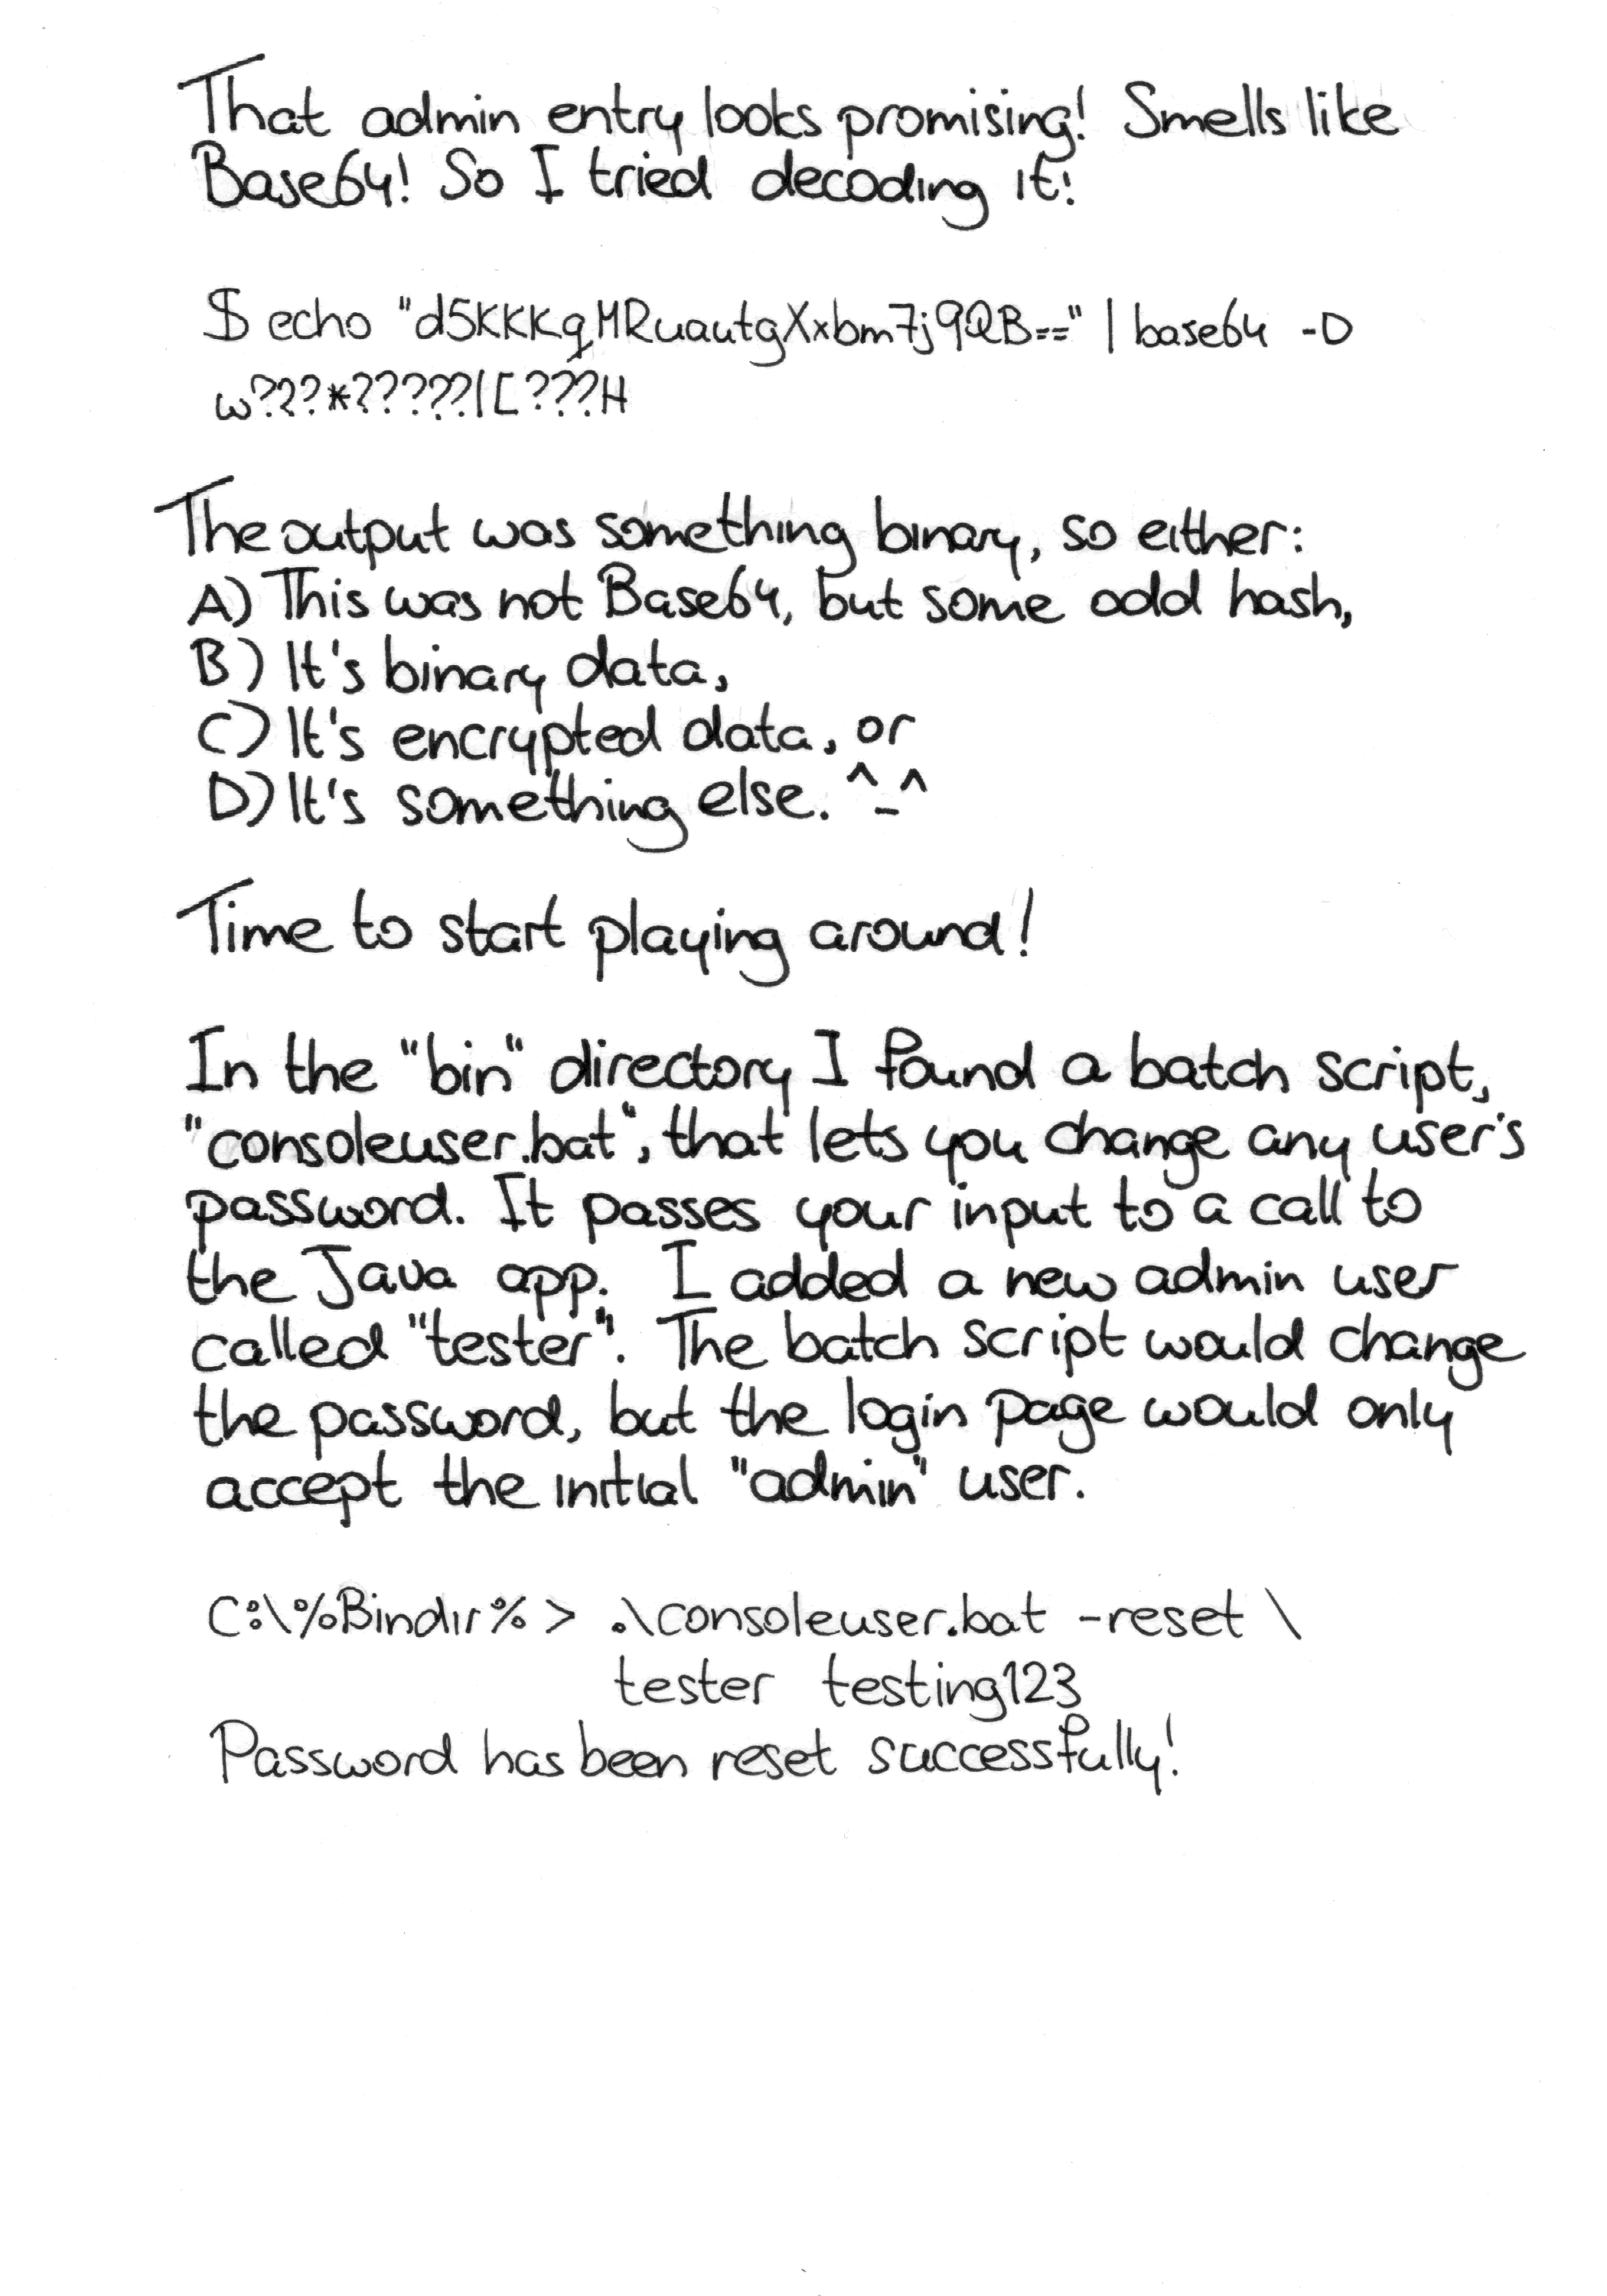 That admin entry looks promising! Smells like
Base64! So I tried decoding it!
$ echo "d5KKKKqMRuautgXxbm7j9QQB==" | base64 -D
w???*?????|[???H
The output was something binary, so either:
A) This was not Base64, but some odd hash,
B) It's binary data,
C) It's encrypted data, or
D) It's something else. ^_^
Time to start playing around!
In the "bin" directory I found a batch script,
"consoleuser.bat", that lets you change any user's
password. It passes your input to a call to
the Java app. I added a new admin user
called "tester". The batch script would change
the password, but the login page would only
accept the initial "admin" user.
C:\%Bindir%> .\consoleuser.bat -reset \
tester testing123
Password has been reset successfully!